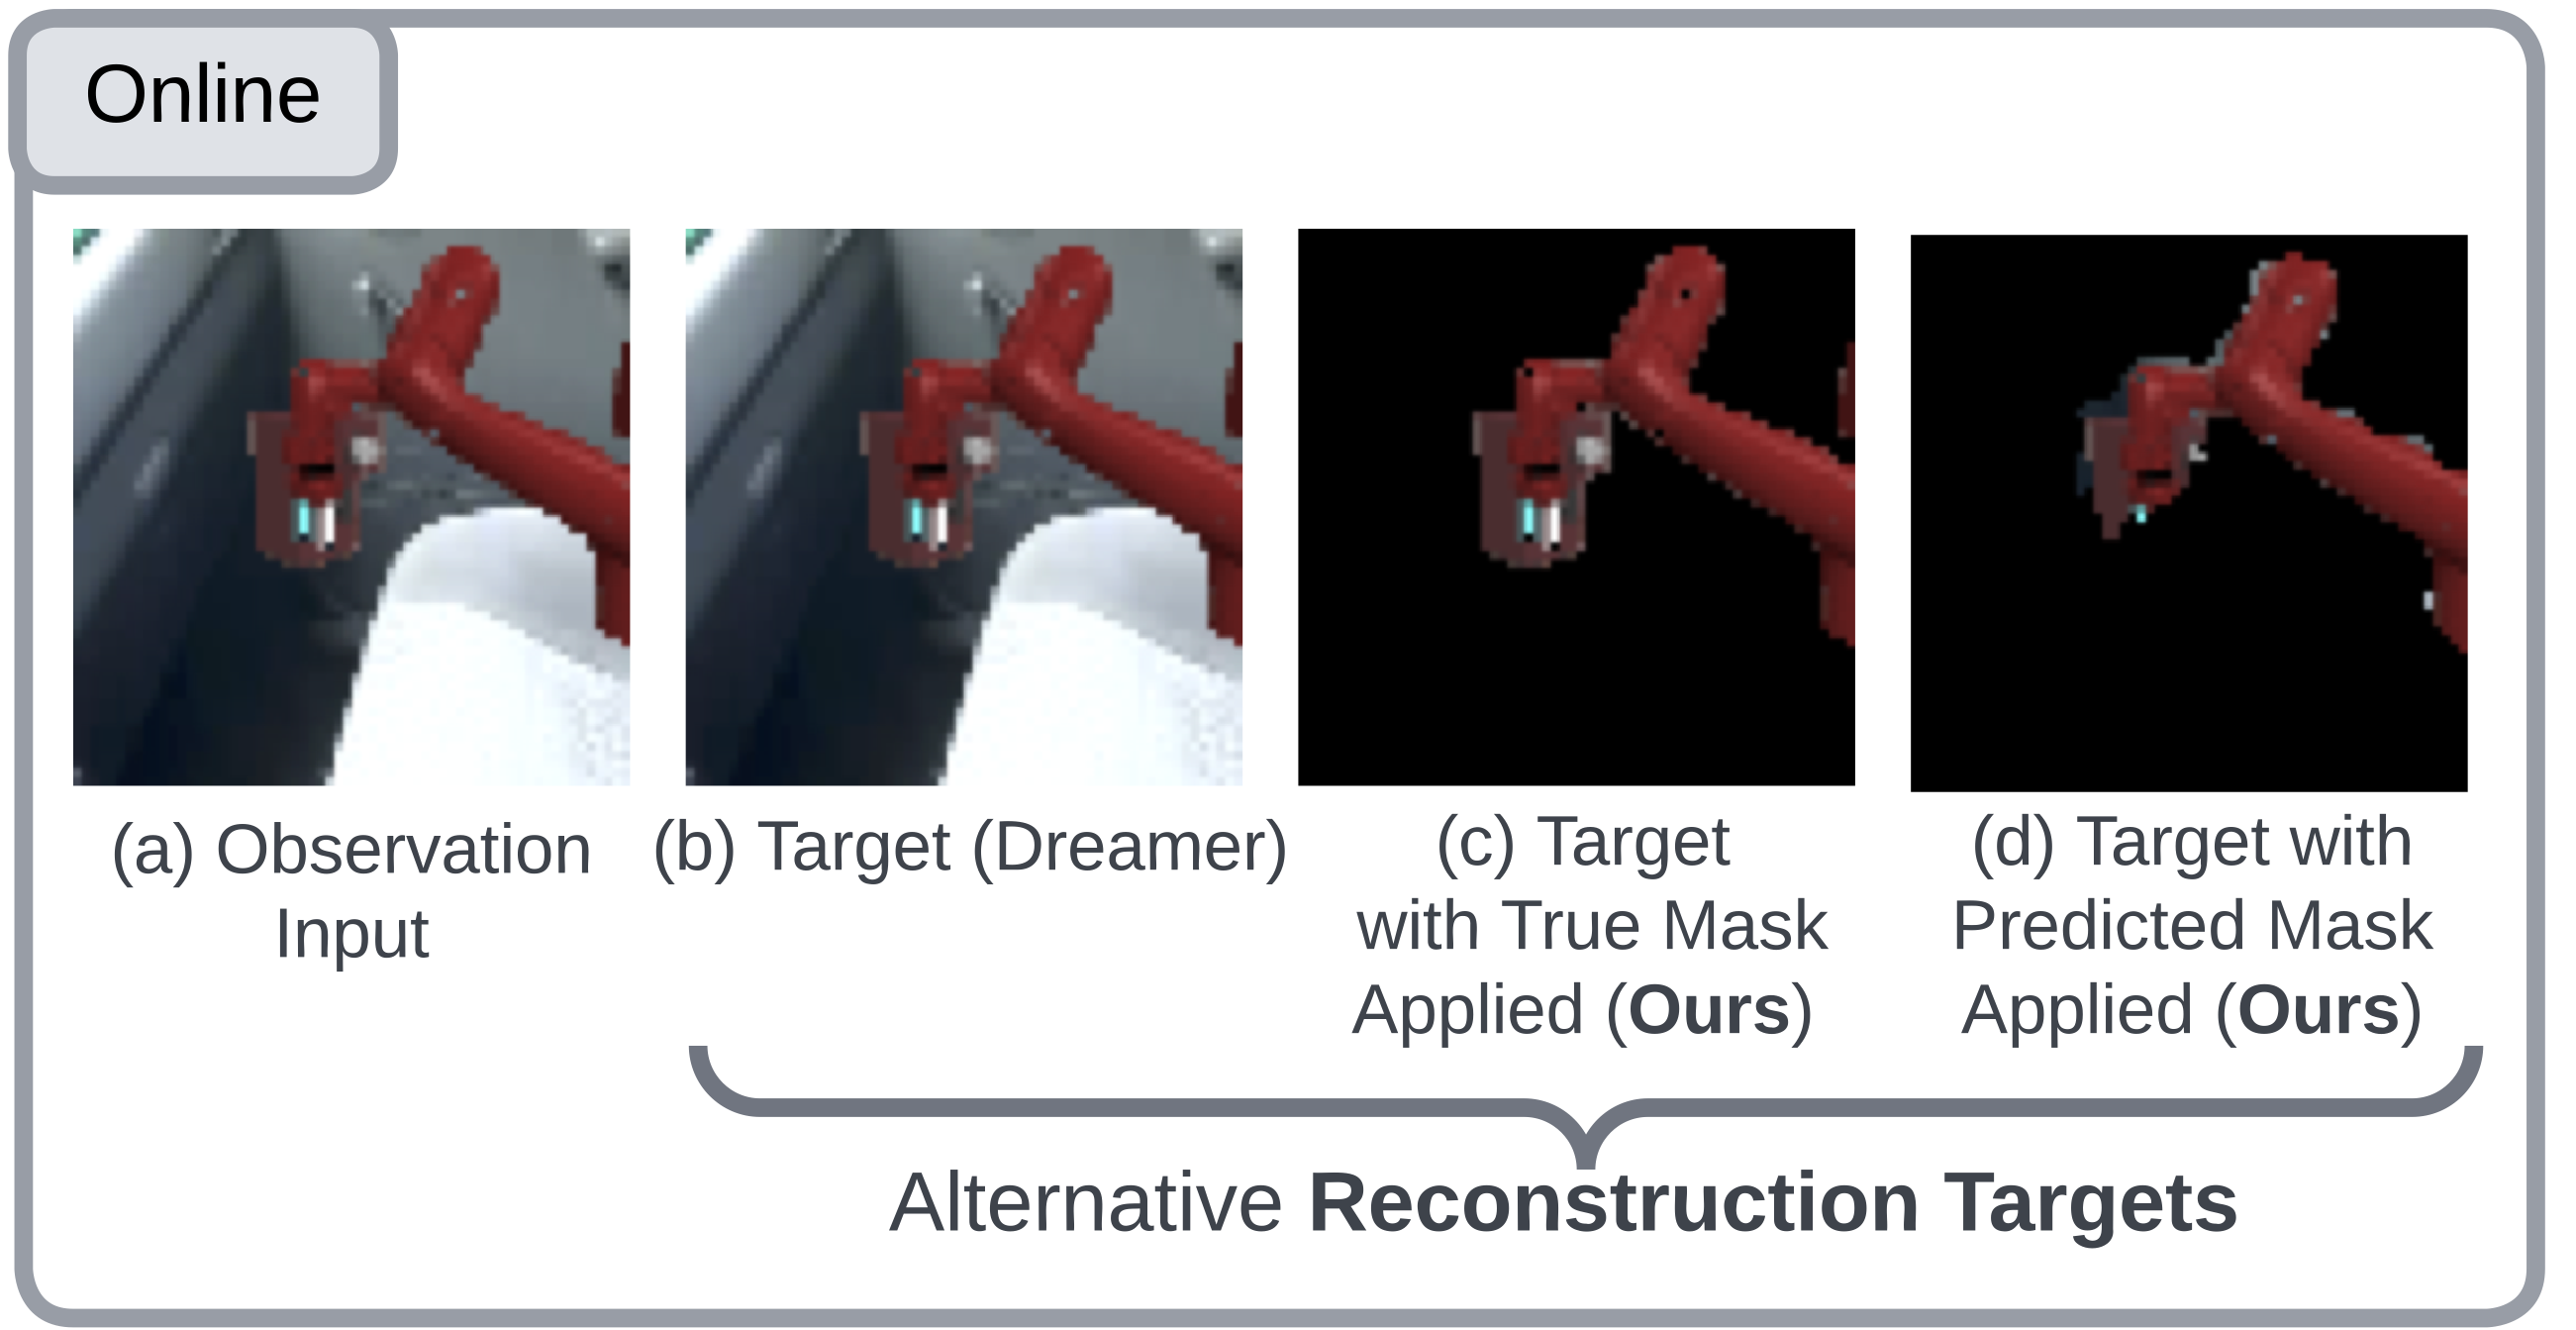 Online
(a) Observation
Input
(b) Target (Dreamer)
(c) Target
with True Mask
Applied (Ours)
(d) Target with
Predicted Mask
Applied (Ours)
Alternative Reconstruction Targets